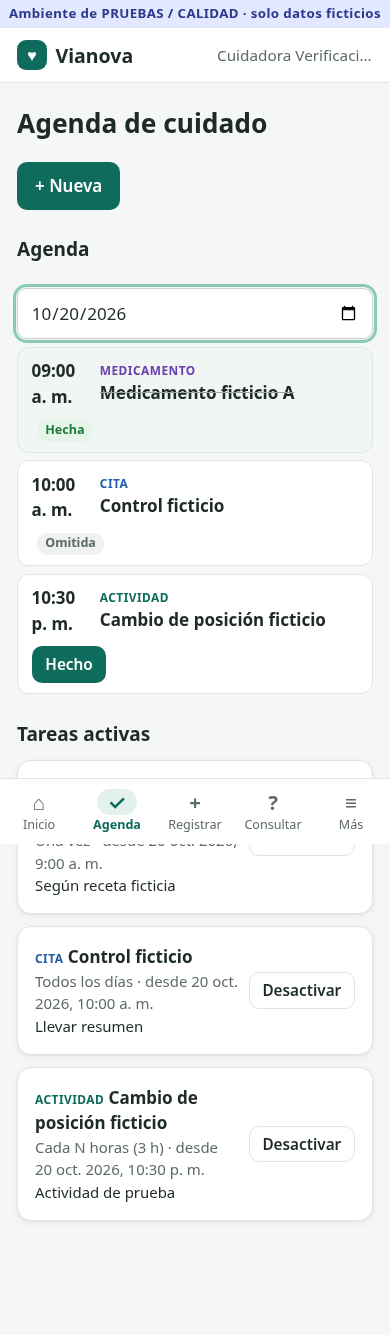 Ambiente de PRUEBAS / CALIDAD · solo datos ficticios
Vianova
Cuidadora Verificaci...
Agenda de cuidado
+ Nueva
Agenda
10/20/2026
09:00 a. m.
MEDICAMENTO
Medicamento ficticio A
Hecha
10:00 a. m.
CITA
Control ficticio
Omitida
10:30 p. m.
ACTIVIDAD
Cambio de posición ficticio
Hecho
Tareas activas
Inicio
Agenda
Registrar
Consultar
Más
9:00 a. m.
Según receta ficticia
CITA Control ficticio
Todos los días · desde 20 oct.
2026, 10:00 a. m.
Llevar resumen
Desactivar
ACTIVIDAD Cambio de
posición ficticio
Cada N horas (3 h) · desde
20 oct. 2026, 10:30 p. m.
Actividad de prueba
Desactivar